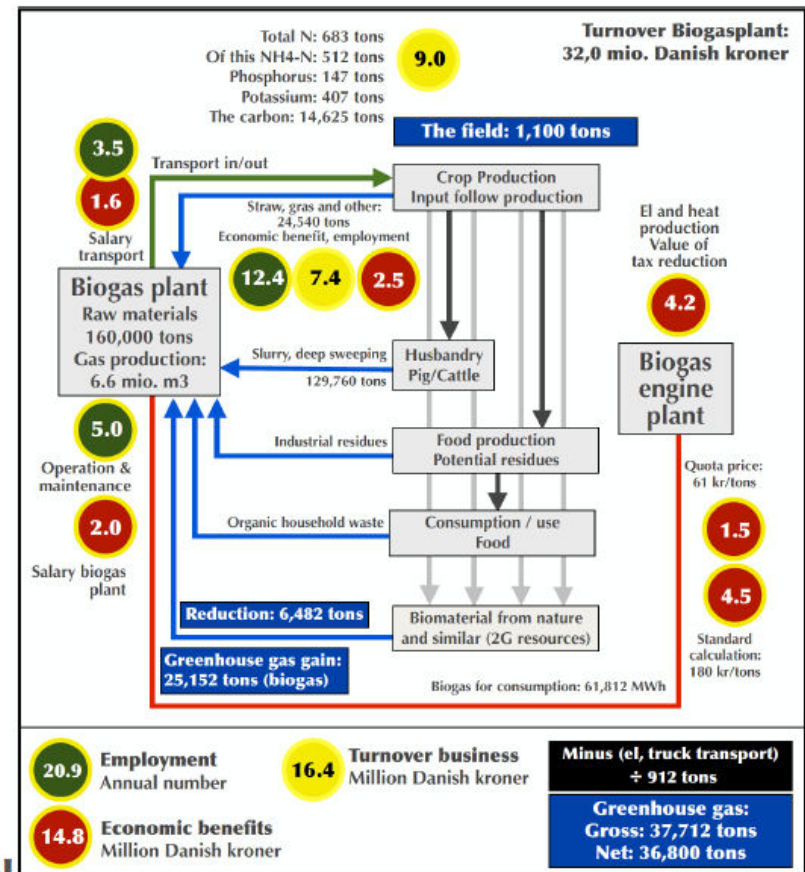 Total N: 683 tons
Of this NH4-N: 512 tons
Phosphorus: 147 tons
Potassium: 407 tons
The carbon: 14,625 tons
9.0
Turnover Biogasplant:
32,0 mio. Danish kroner
The field: 1,100 tons
3.5
1.6
Salary
transport
Transport in/out
Crop Production
Input follow production
Straw, gras and other:
24,540 tons
Economic benefit, employment
12.4
7.4
2.5
El and heat
production
Value of
tax reduction
4.2
Biogas plant
Raw materials
160,000 tons
Gas production:
6.6 mio. m3
Slurry, deep sweeping
129,760 tons
Husbandry
Pig/Cattle
Biogas
engine
plant
5.0
Operation &
maintenance
2.0
Salary biogas
plant
Industrial residues
Food production
Potential residues
Organic household waste
Consumption / use
Food
Quota price:
61 kr/tons
1.5
4.5
Standard
calculation:
180 kr/tons
Reduction: 6,482 tons
Biomaterial from nature
and similar (2G resources)
Greenhouse gas gain:
25,152 tons (biogas)
Biogas for consumption: 61,812 MWh
20.9
Employment
Annual number
16.4
Turnover business
Million Danish kroner
14.8
Economic benefits
Million Danish kroner
Minus (el, truck transport)
÷ 912 tons
Greenhouse gas:
Gross: 37,712 tons
Net: 36,800 tons